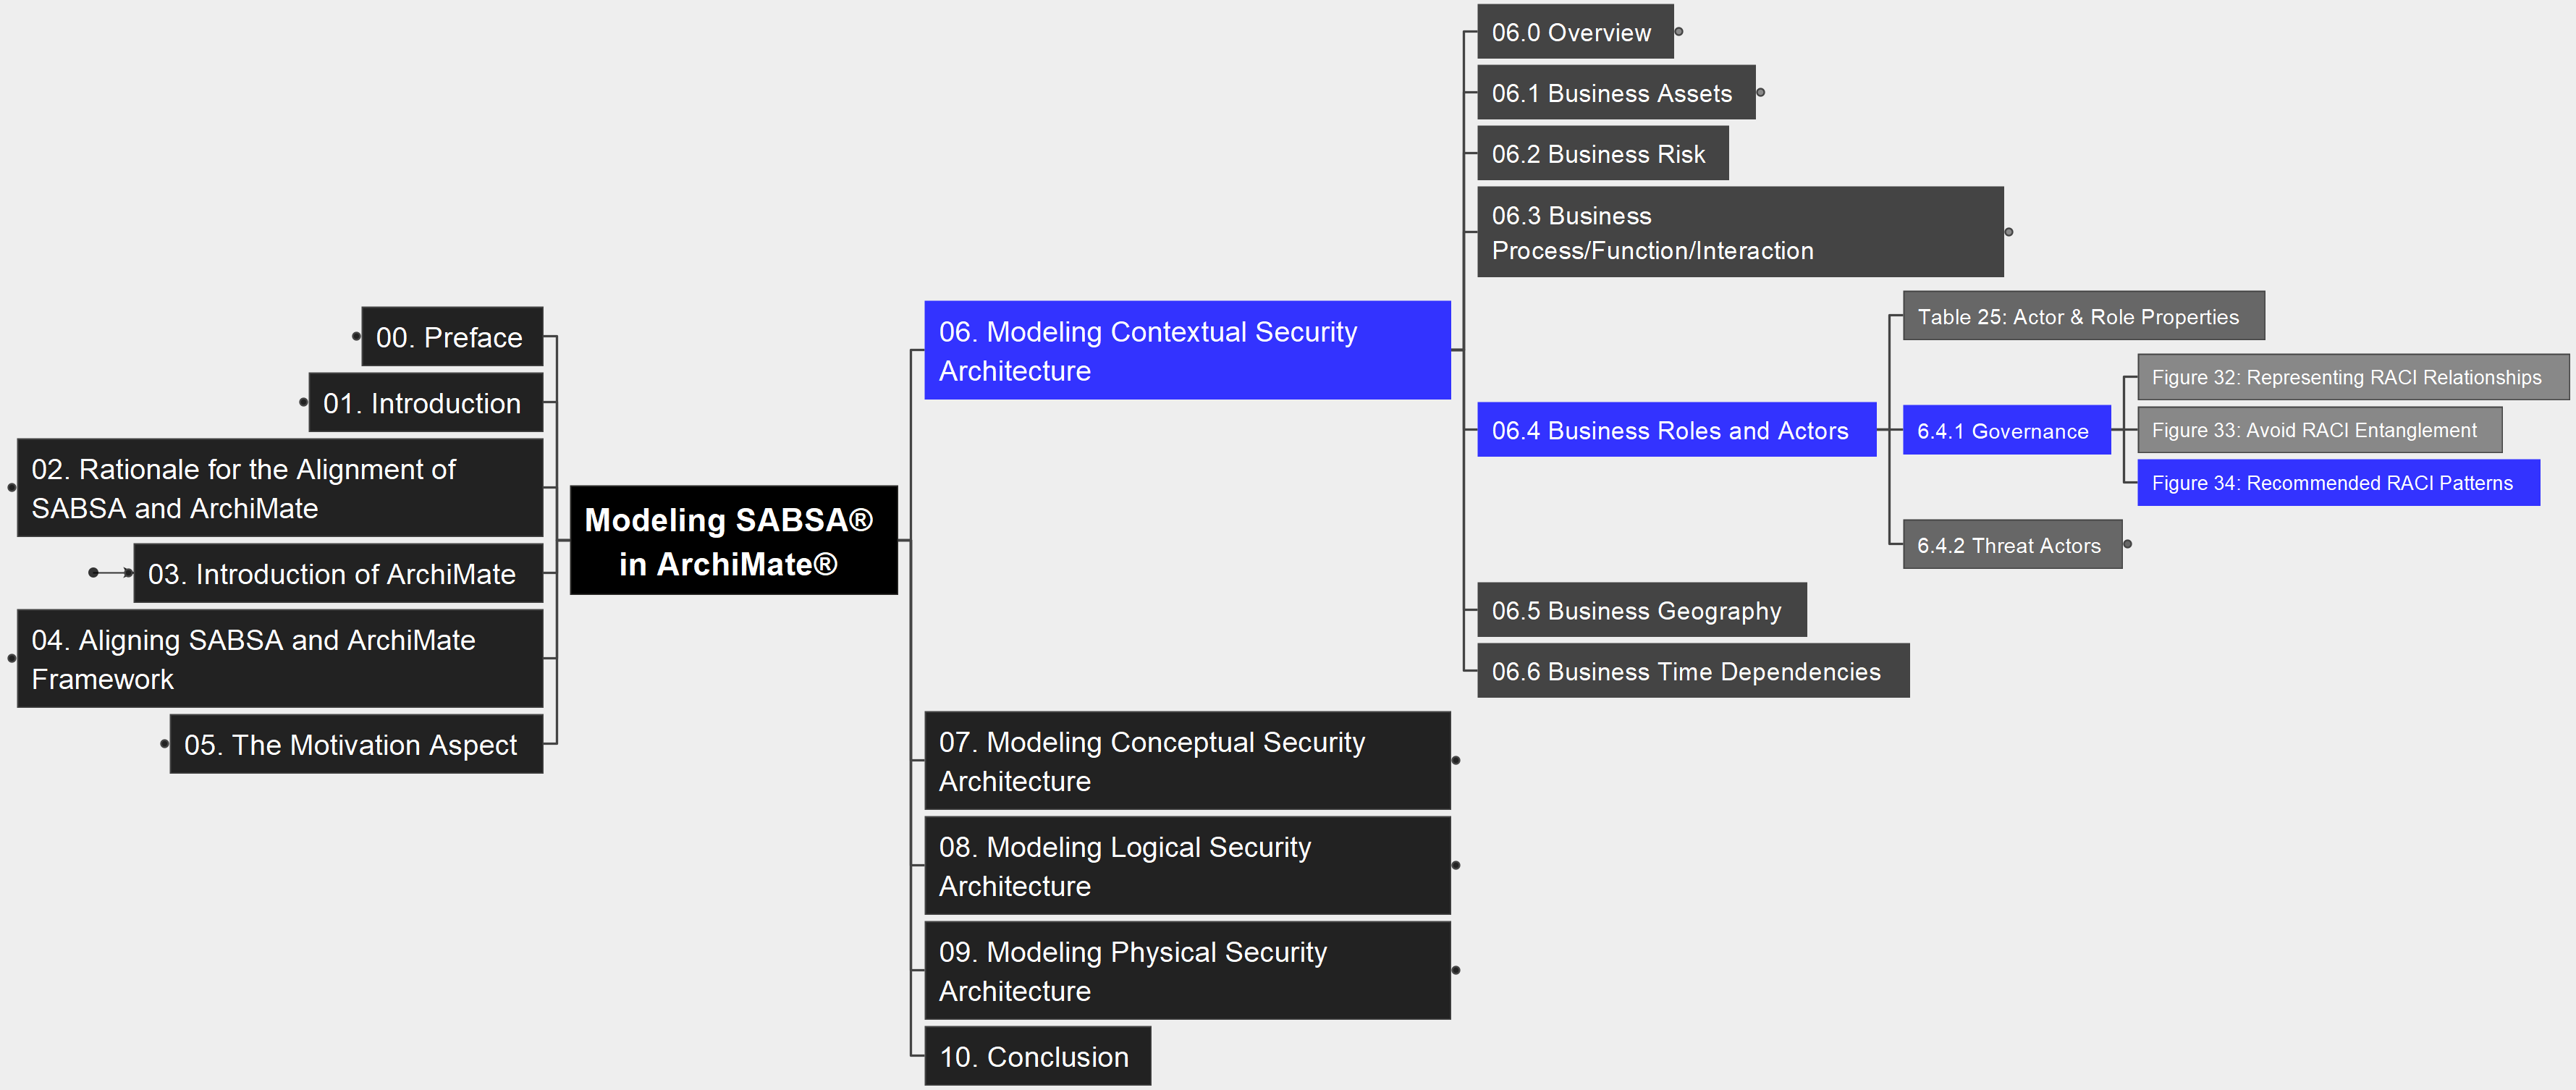 Modeling SABSA®
in ArchiMate®
00. Preface
01. Introduction
02. Rationale for the Alignment of
SABSA and ArchiMate
03. Introduction of ArchiMate
04. Aligning SABSA and ArchiMate
Framework
05. The Motivation Aspect
06. Modeling Contextual Security
Architecture
06.0 Overview
06.1 Business Assets
06.2 Business Risk
06.3 Business
Process/Function/Interaction
06.4 Business Roles and Actors
Table 25: Actor & Role Properties
6.4.1 Governance
Figure 32: Representing RACI Relationships
Figure 33: Avoid RACI Entanglement
Figure 34: Recommended RACI Patterns
6.4.2 Threat Actors
06.5 Business Geography
06.6 Business Time Dependencies
07. Modeling Conceptual Security
Architecture
08. Modeling Logical Security
Architecture
09. Modeling Physical Security
Architecture
10. Conclusion